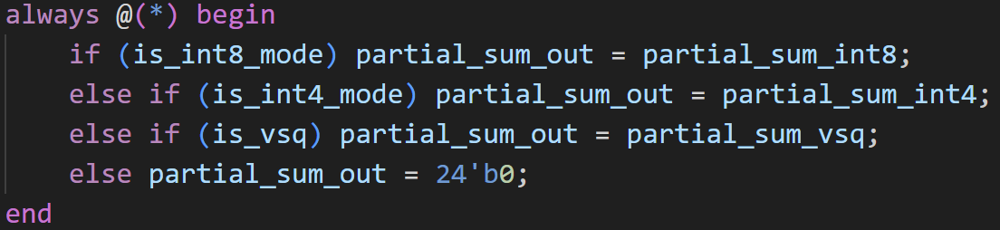 always @(*) begin
    if (is_int8_mode) partial_sum_out = partial_sum_int8;
    else if (is_int4_mode) partial_sum_out = partial_sum_int4;
    else if (is_vsq) partial_sum_out = partial_sum_vsq;
    else partial_sum_out = 24'b0;
end